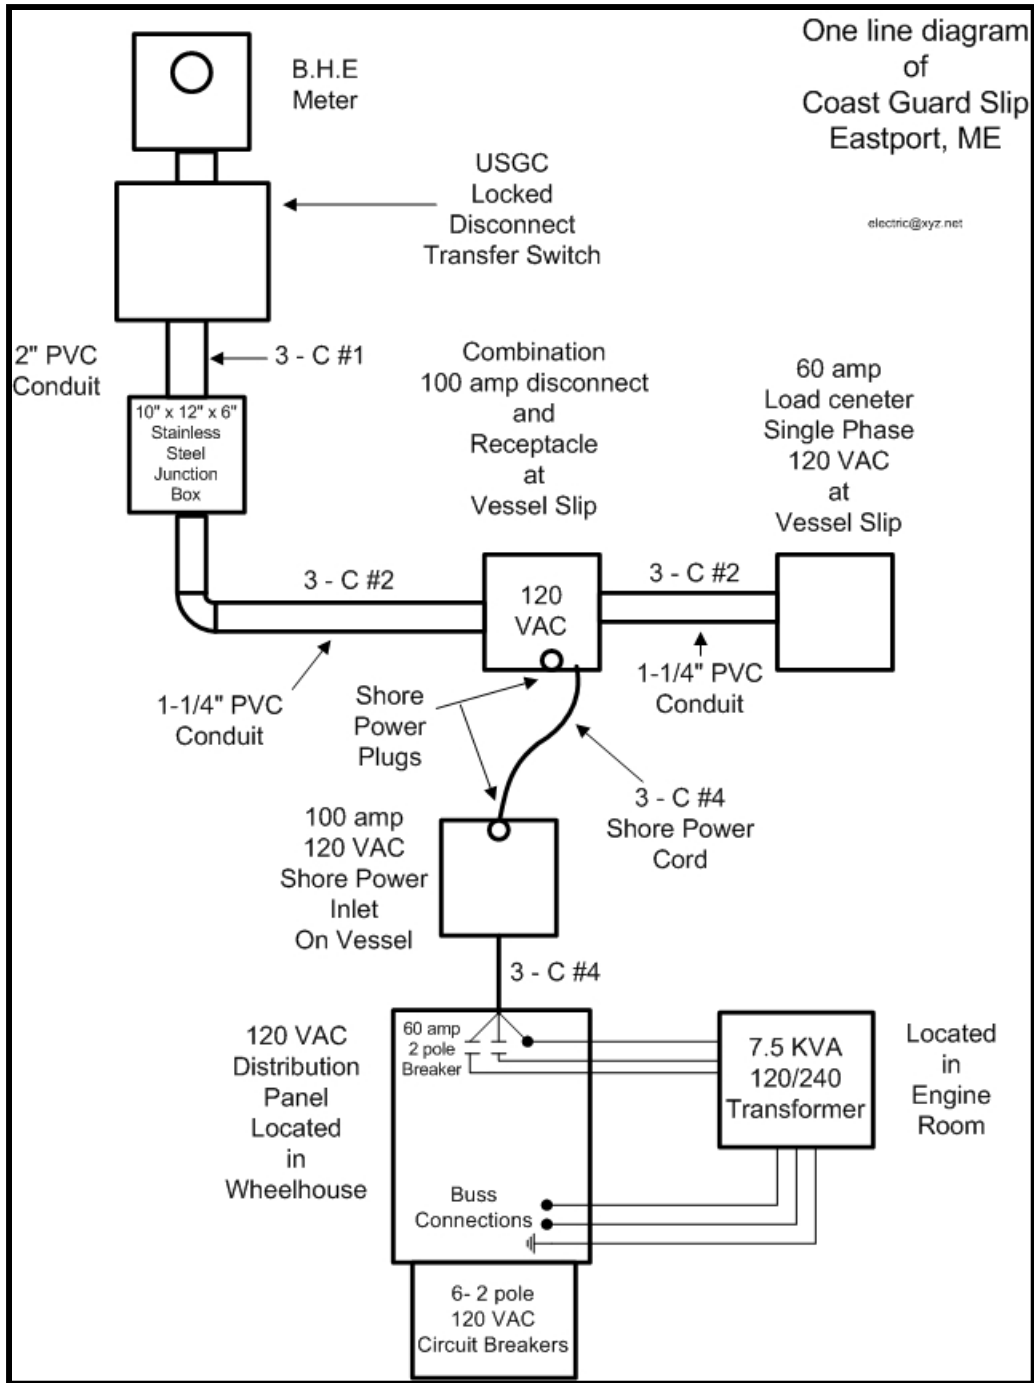 One line diagram
of
Coast Guard Slip
Eastport, ME
electric@xyz.net
B.H.E
Meter
USGC
Locked
Disconnect
Transfer Switch
2" PVC
Conduit
3 - C #1
10" x 12" x 6"
Stainless
Steel
Junction
Box
Combination
100 amp disconnect
and
Receptacle
at
Vessel Slip
60 amp
Load ceneter
Single Phase
120 VAC
at
Vessel Slip
3 - C #2
120
VAC
3 - C #2
1-1/4" PVC
Conduit
Shore
Power
Plugs
1-1/4" PVC
Conduit
3 - C #4
Shore Power
Cord
100 amp
120 VAC
Shore Power
Inlet
On Vessel
3 - C #4
120 VAC
Distribution
Panel
Located
in
Wheelhouse
60 amp
2 pole
Breaker
7.5 KVA
120/240
Transformer
Located
in
Engine
Room
Buss
Connections
6- 2 pole
120 VAC
Circuit Breakers